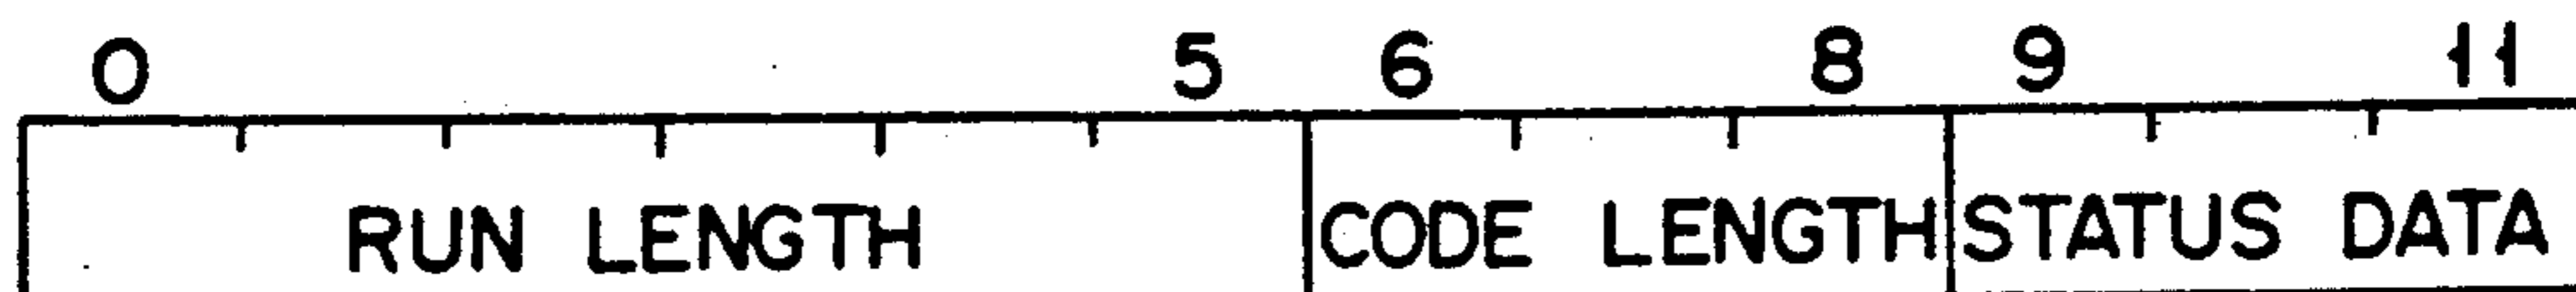 0 5 6 8 9 11
RUN LENGTH CODE LENGTH STATUS DATA